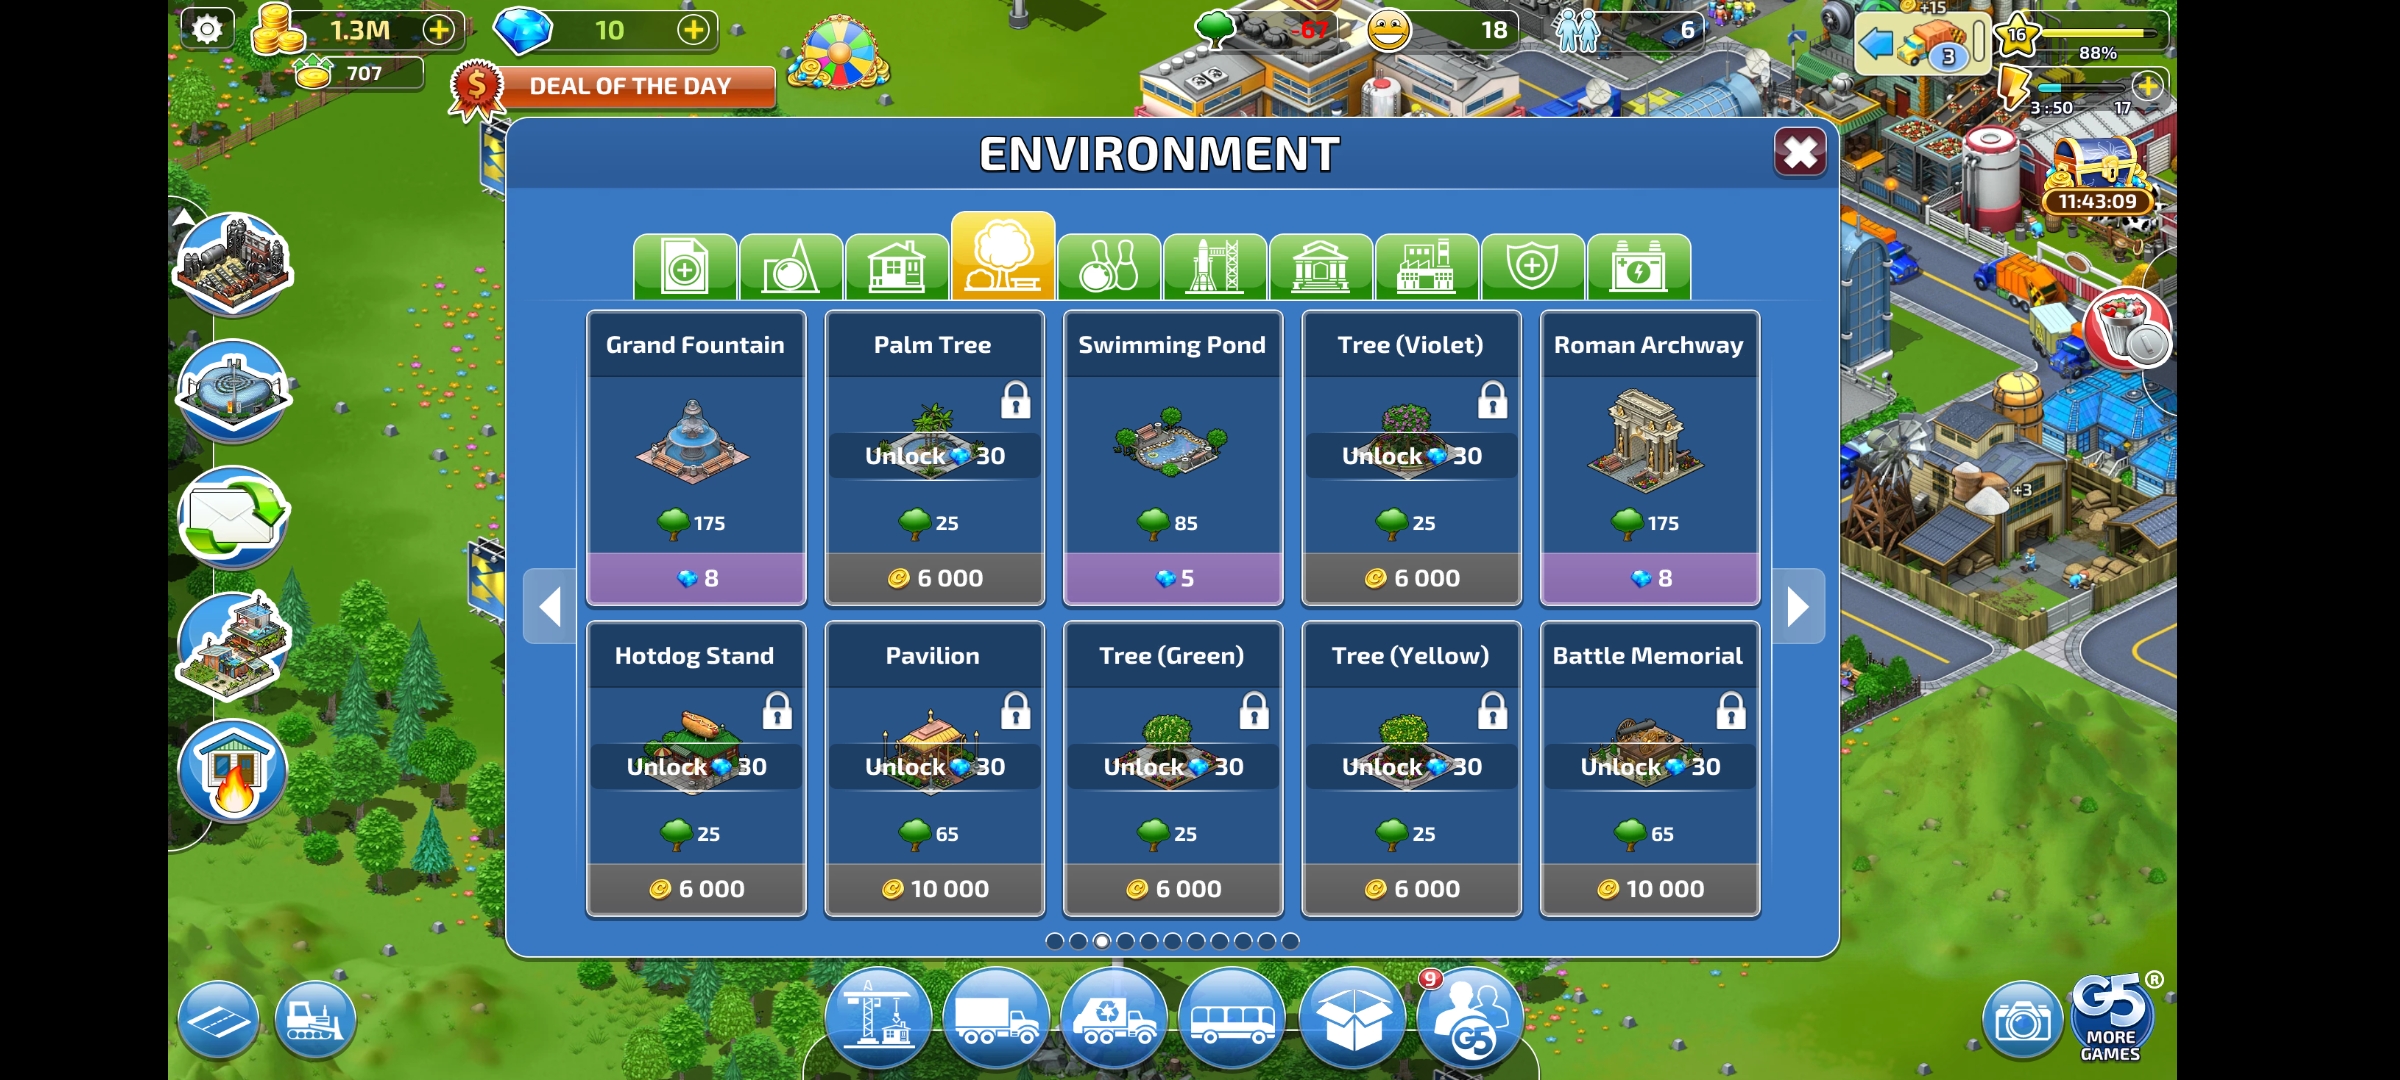 1.3M
10
-67
18
6
+15
3
16
88%
707
DEAL OF THE DAY
3:50
17
ENVIRONMENT
11:43:09
Grand Fountain
Palm Tree
Swimming Pond
Tree (Violet)
Roman Archway
Unlock 30
Unlock 30
175
25
85
25
175
+3
8
6 000
5
6 000
8
Hotdog Stand
Pavilion
Tree (Green)
Tree (Yellow)
Battle Memorial
Unlock 30
Unlock 30
Unlock 30
Unlock 30
Unlock 30
25
65
25
25
65
6 000
10 000
6 000
6 000
10 000
9
G5
G5®
MORE
GAMES